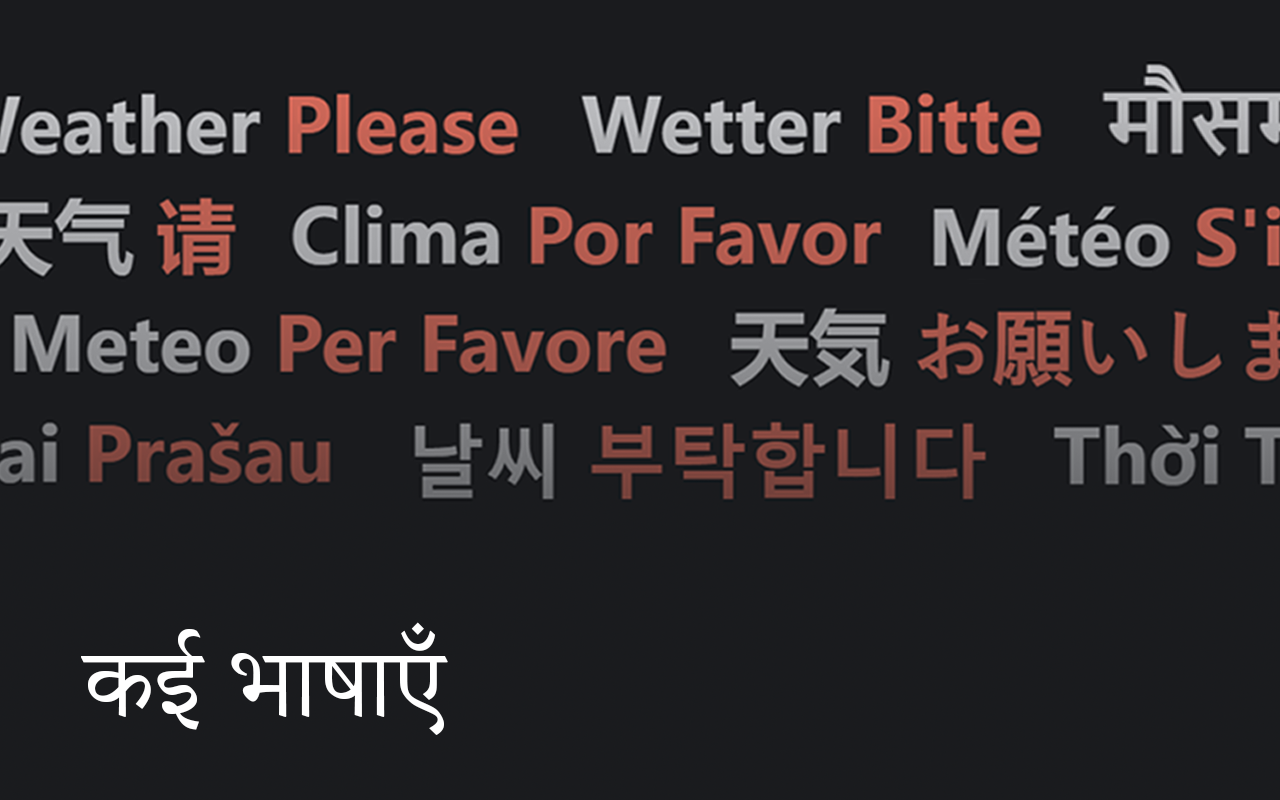 Weather Please Wetter Bitte
天气 请 Clima Por Favor Météo
Meteo Per Favore 天気
Prašau 날씨 부탁합니다 Thời
कई भाषाएँ